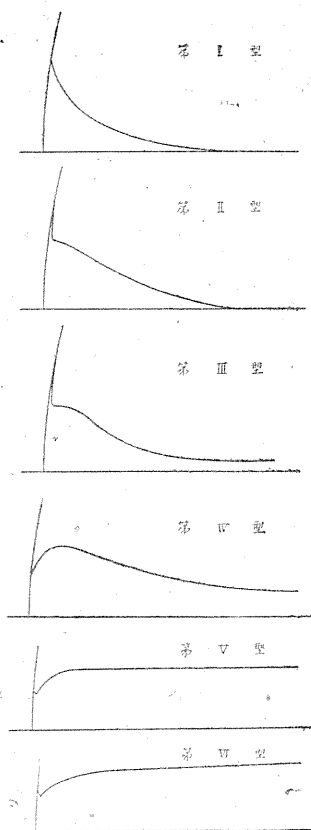 第 I 型
第 II 型
第 III 型
第 IV 型
第 V 型
第 VI 型